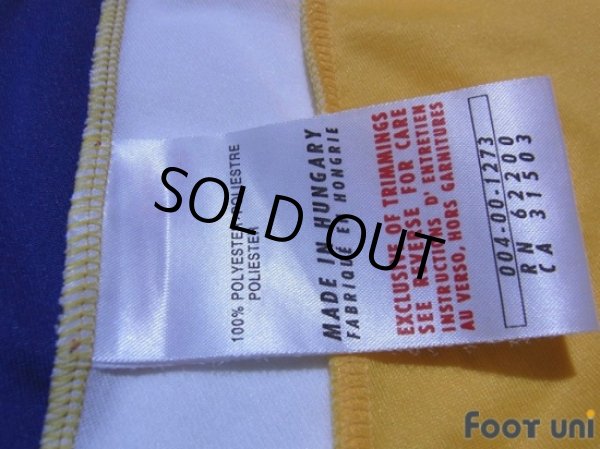 100% POLYESTER/POLIESTRE
POLIESTER
MADE IN HUNGARY
FABRIQUÉ EN HONGRIE
EXCLUSIVE OF TRIMMINGS
SEE REVERSE FOR CARE
INSTRUCTIONS D'ENTRETIEN
AU VERSO, HORS GARNITURES
004-00-1273
RN 62200
CA 31503
SOLD OUT
FOOT UNI